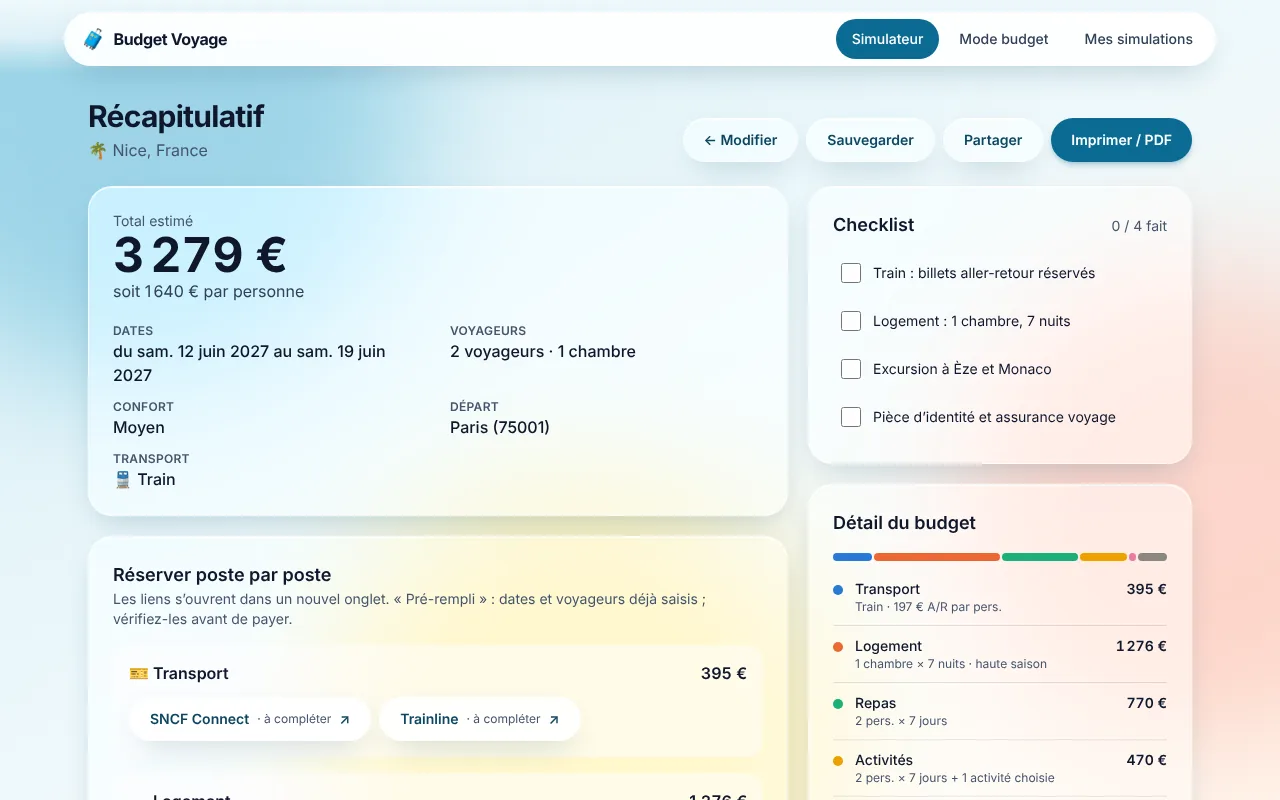 Budget Voyage
Simulateur
Mode budget
Mes simulations
Récapitulatif
🌴 Nice, France
← Modifier
Sauvegarder
Partager
Imprimer / PDF
Total estimé
3 279 €
soit 1 640 € par personne
DATES
du sam. 12 juin 2027 au sam. 19 juin
2027
VOYAGEURS
2 voyageurs · 1 chambre
CONFORT
Moyen
DÉPART
Paris (75001)
TRANSPORT
🚆 Train
Réserver poste par poste
Les liens s’ouvrent dans un nouvel onglet. « Pré-rempli » : dates et voyageurs déjà saisis ;
vérifiez-les avant de payer.
🎫 Transport
395 €
SNCF Connect · à compléter ↗
Trainline · à compléter ↗
Logement
1 276 €
Checklist
0 / 4 fait
Train : billets aller-retour réservés
Logement : 1 chambre, 7 nuits
Excursion à Èze et Monaco
Pièce d’identité et assurance voyage
Détail du budget
Transport
395 €
Train · 197 € A/R par pers.
Logement
1 276 €
1 chambre × 7 nuits · haute saison
Repas
770 €
2 pers. × 7 jours
Activités
470 €
2 pers. × 7 jours + 1 activité choisie